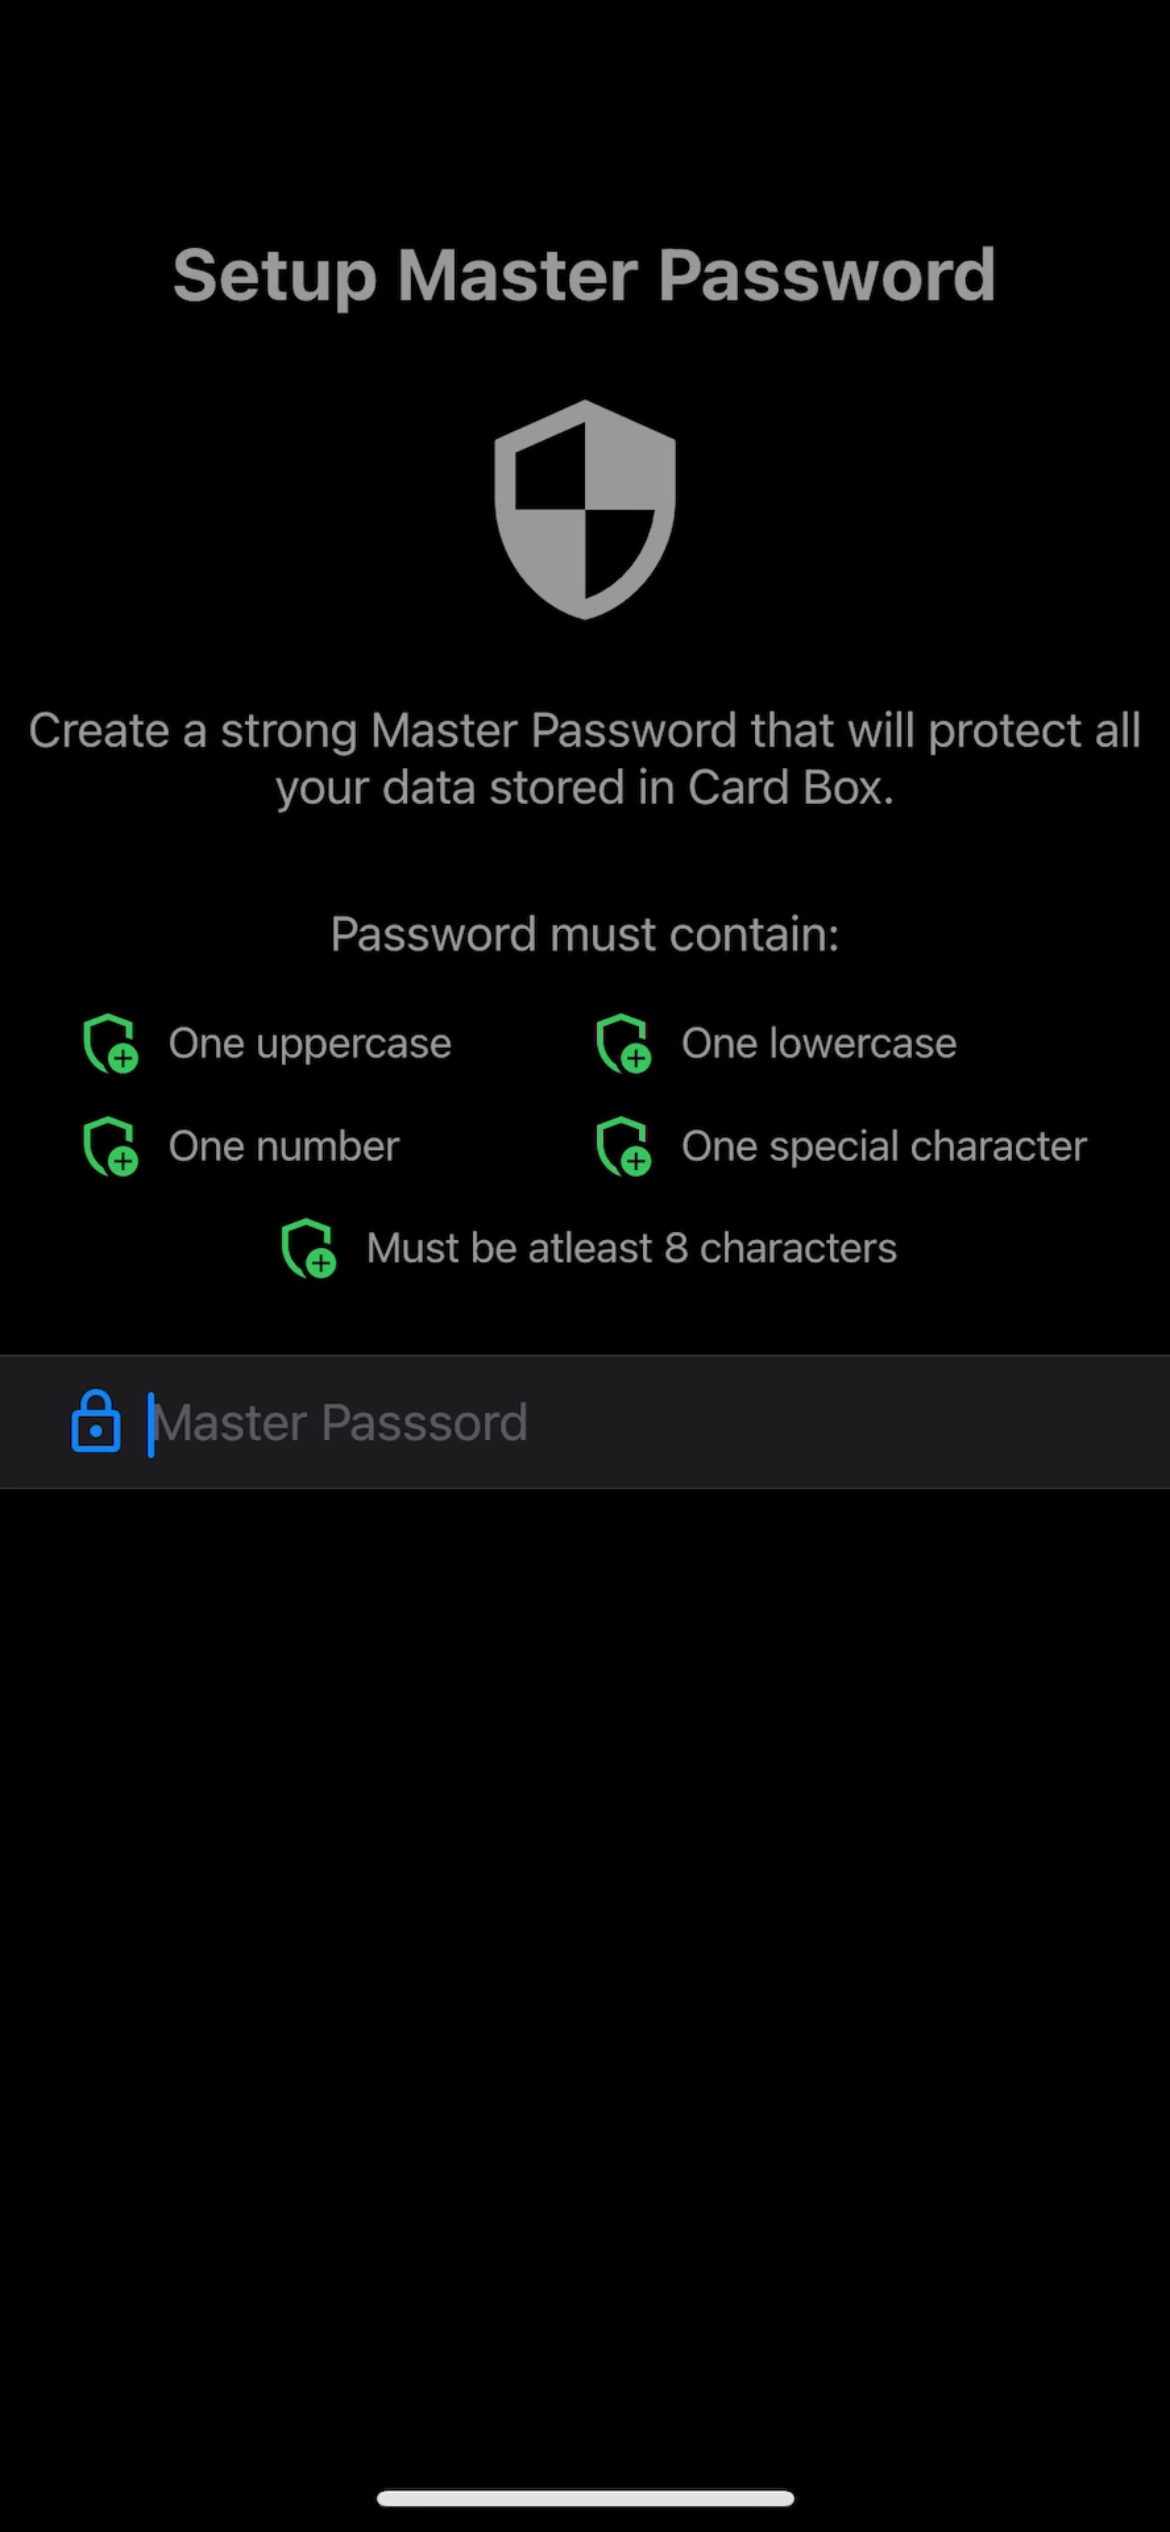 Setup Master Password
Create a strong Master Password that will protect all
your data stored in Card Box.
Password must contain:
One uppercase
One lowercase
One number
One special character
Must be atleast 8 characters
Master Passsord